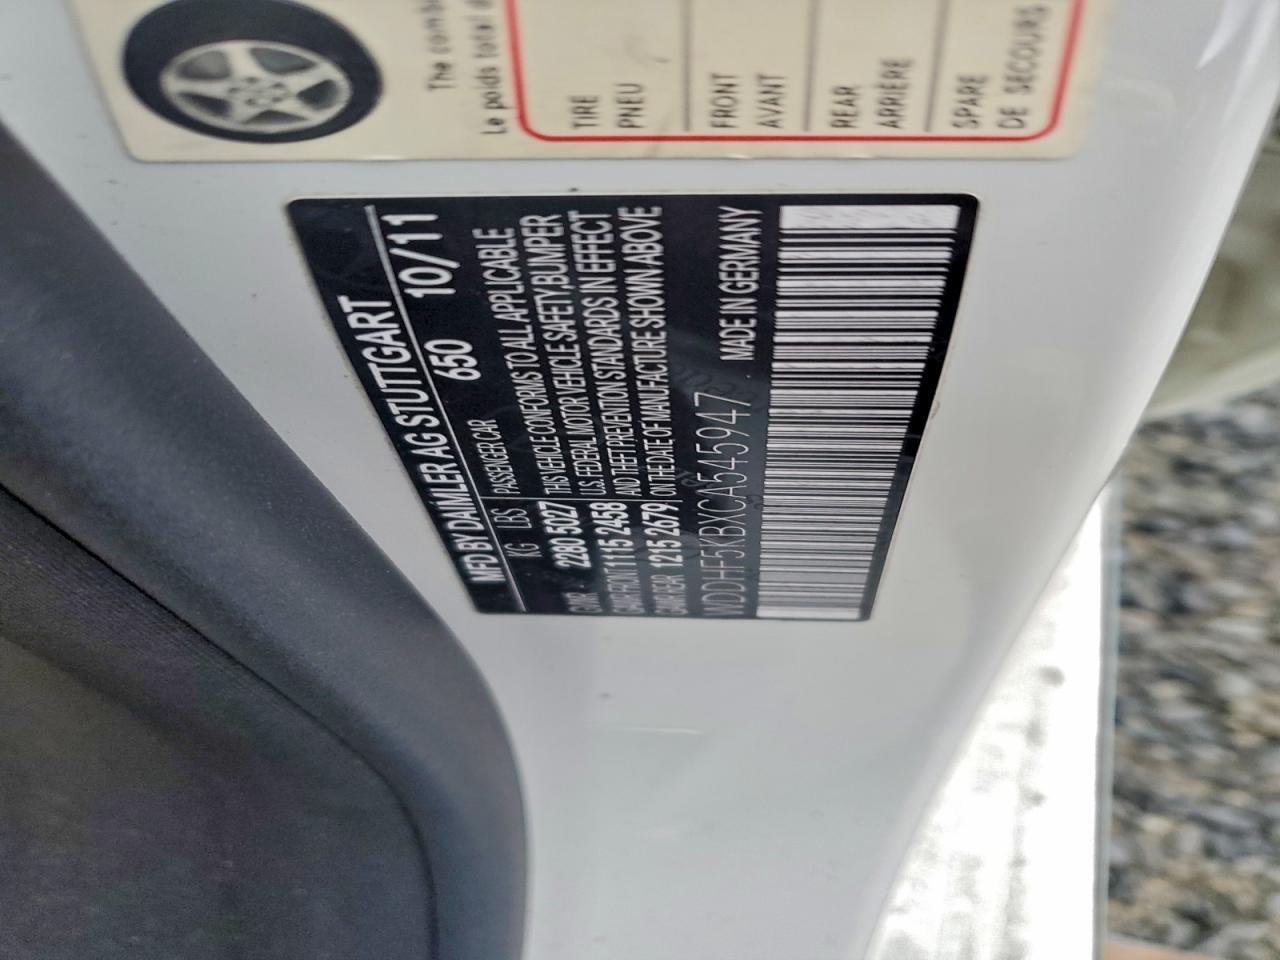 The comb
Le poids total d
TIRE
PNEU
FRONT
AVANT
REAR
ARRIÈRE
SPARE
DE SECOURS
MFD BY DAIMLER AG STUTTGART
650 10/11
KG LBS PASSENGER CAR
2280 5027 THIS VEHICLE CONFORMS TO ALL APPLICABLE
U.S. FEDERAL MOTOR VEHICLE SAFETY, BUMPER
GAWR FRONT 1115 2458 AND THEFT PREVENTION STANDARDS IN EFFECT
GAWR REAR 1215 2679 ON THE DATE OF MANUFACTURE SHOWN ABOVE
MADE IN GERMANY